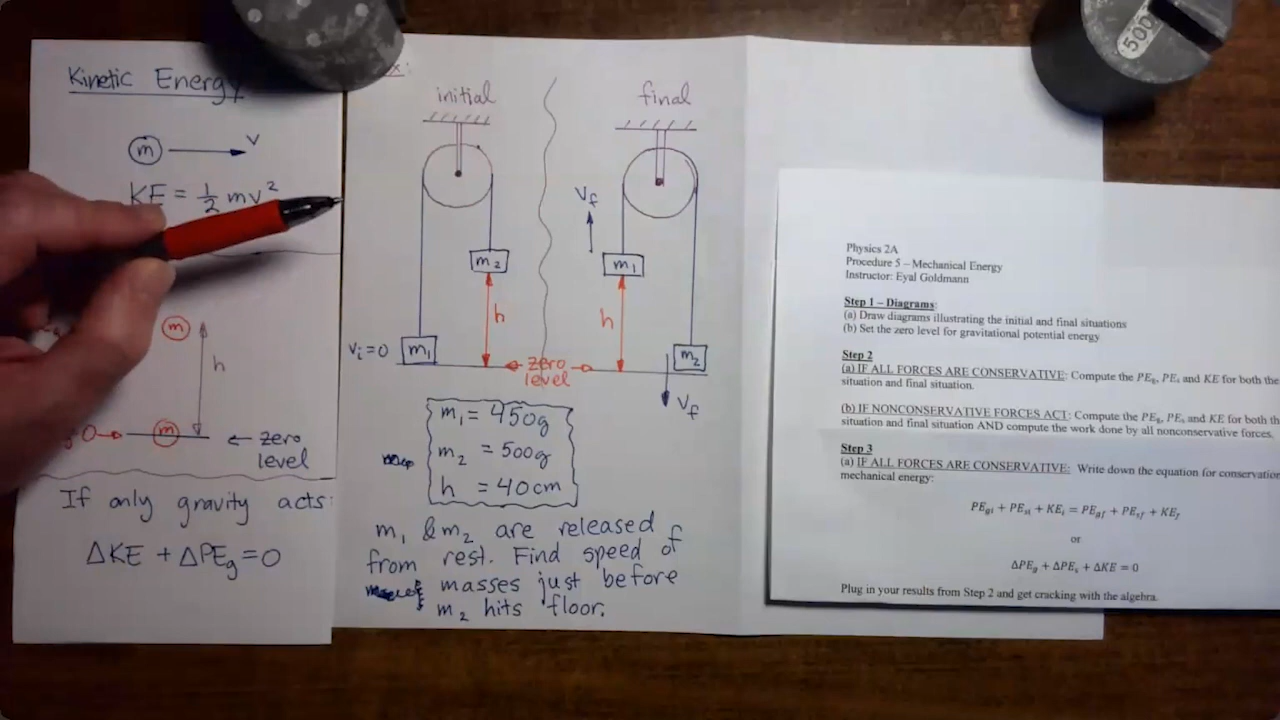 Kinetic Energy
m
v
KE = 1/2 mv²
m
h
0
m
zero
level
If only gravity acts:
ΔKE + ΔPEg = 0
x:
initial
final
m₂
h
vᵢ = 0
m₁
zero
level
v_f
m₁
h
m₂
v_f
m₁ = 450g
m₂ = 500g
h = 40cm
m₁ & m₂ are released
from rest. Find speed of
masses just before
m₂ hits floor.
500
Physics 2A
Procedure 5 – Mechanical Energy
Instructor: Eyal Goldmann
Step 1 – Diagrams:
(a) Draw diagrams illustrating the initial and final situations
(b) Set the zero level for gravitational potential energy
Step 2
(a) IF ALL FORCES ARE CONSERVATIVE: Compute the PEg, PEs and KE for both the
situation and final situation.
(b) IF NONCONSERVATIVE FORCES ACT: Compute the PEg, PEs and KE for both th
situation and final situation AND compute the work done by all nonconservative forces.
Step 3
(a) IF ALL FORCES ARE CONSERVATIVE: Write down the equation for conservation
mechanical energy:
PEgi + PEsi + KEi = PEgf + PEsf + KEf
or
ΔPEg + ΔPEs + ΔKE = 0
Plug in your results from Step 2 and get cracking with the algebra.